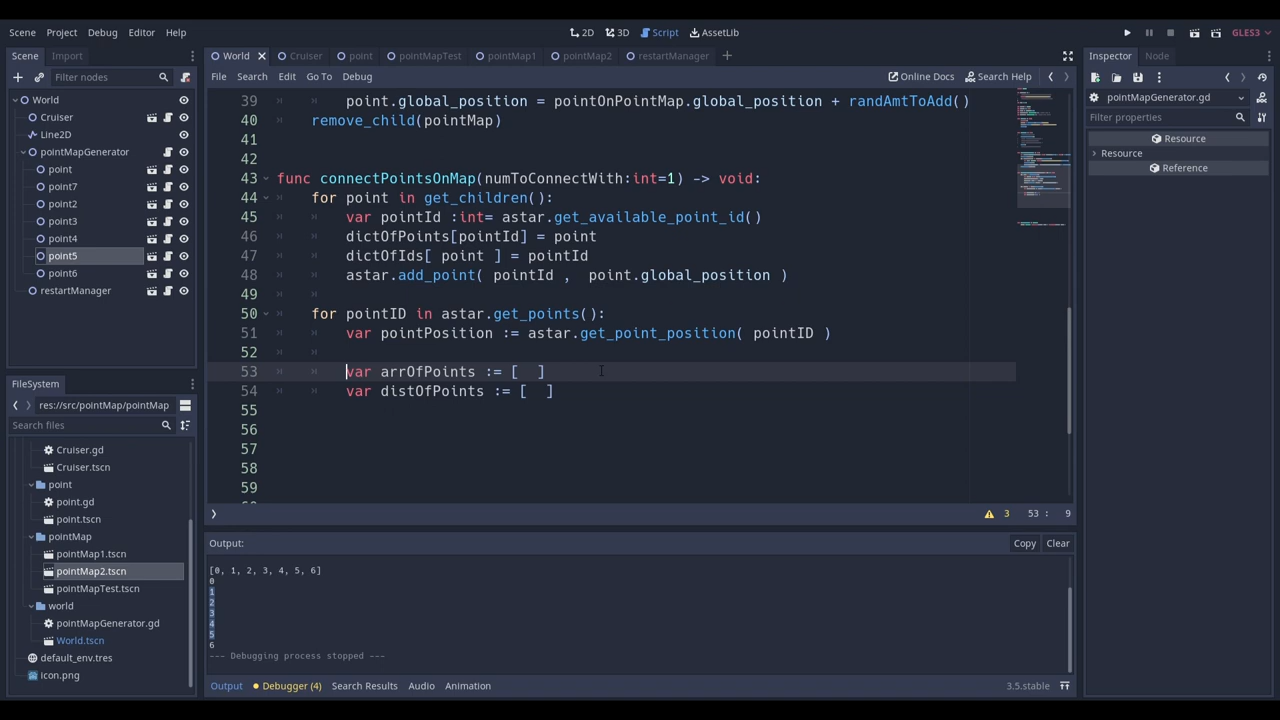 Scene Project Debug Editor Help
2D 3D Script AssetLib
GLES3
Scene Import
World Cruiser point pointMapTest pointMap1 pointMap2 restartManager
Inspector Node
Filter nodes
File Search Edit Go To Debug
Online Docs Search Help
World
Cruiser
Line2D
pointMapGenerator
point
point7
point2
point3
point4
point5
point6
restartManager
39 point.global_position = pointOnPointMap.global_position + randAmtToAdd()
40 remove_child(pointMap)
41
42
43 func connectPointsOnMap(nunToConnectWith:int=1) -> void:
44 for point in get_children():
45 var pointId :int= astar.get_available_point_id()
46 dictOfPoints[pointId] = point
47 dictOfIds[ point ] = pointId
48 astar.add_point( pointId ,  point.global_position )
49
50 for pointID in astar.get_points():
51 var pointPosition := astar.get_point_position( pointID )
52
53 var arrOfPoints := [  ]
54 var distOfPoints := [  ]
55
56
57
58
59
3 53 : 9
pointMapGenerator.gd
Filter properties
Resource
Resource
Reference
FileSystem
res://src/pointMap/pointMap
Search files
Cruiser.gd
Cruiser.tscn
point
point.gd
point.tscn
pointMap
pointMap1.tscn
pointMap2.tscn
pointMapTest.tscn
world
pointMapGenerator.gd
World.tscn
default_env.tres
icon.png
Output:
Copy Clear
[0, 1, 2, 3, 4, 5, 6]
0
1
2
3
4
5
6
--- Debugging process stopped ---
Output Debugger (4) Search Results Audio Animation
3.5.stable